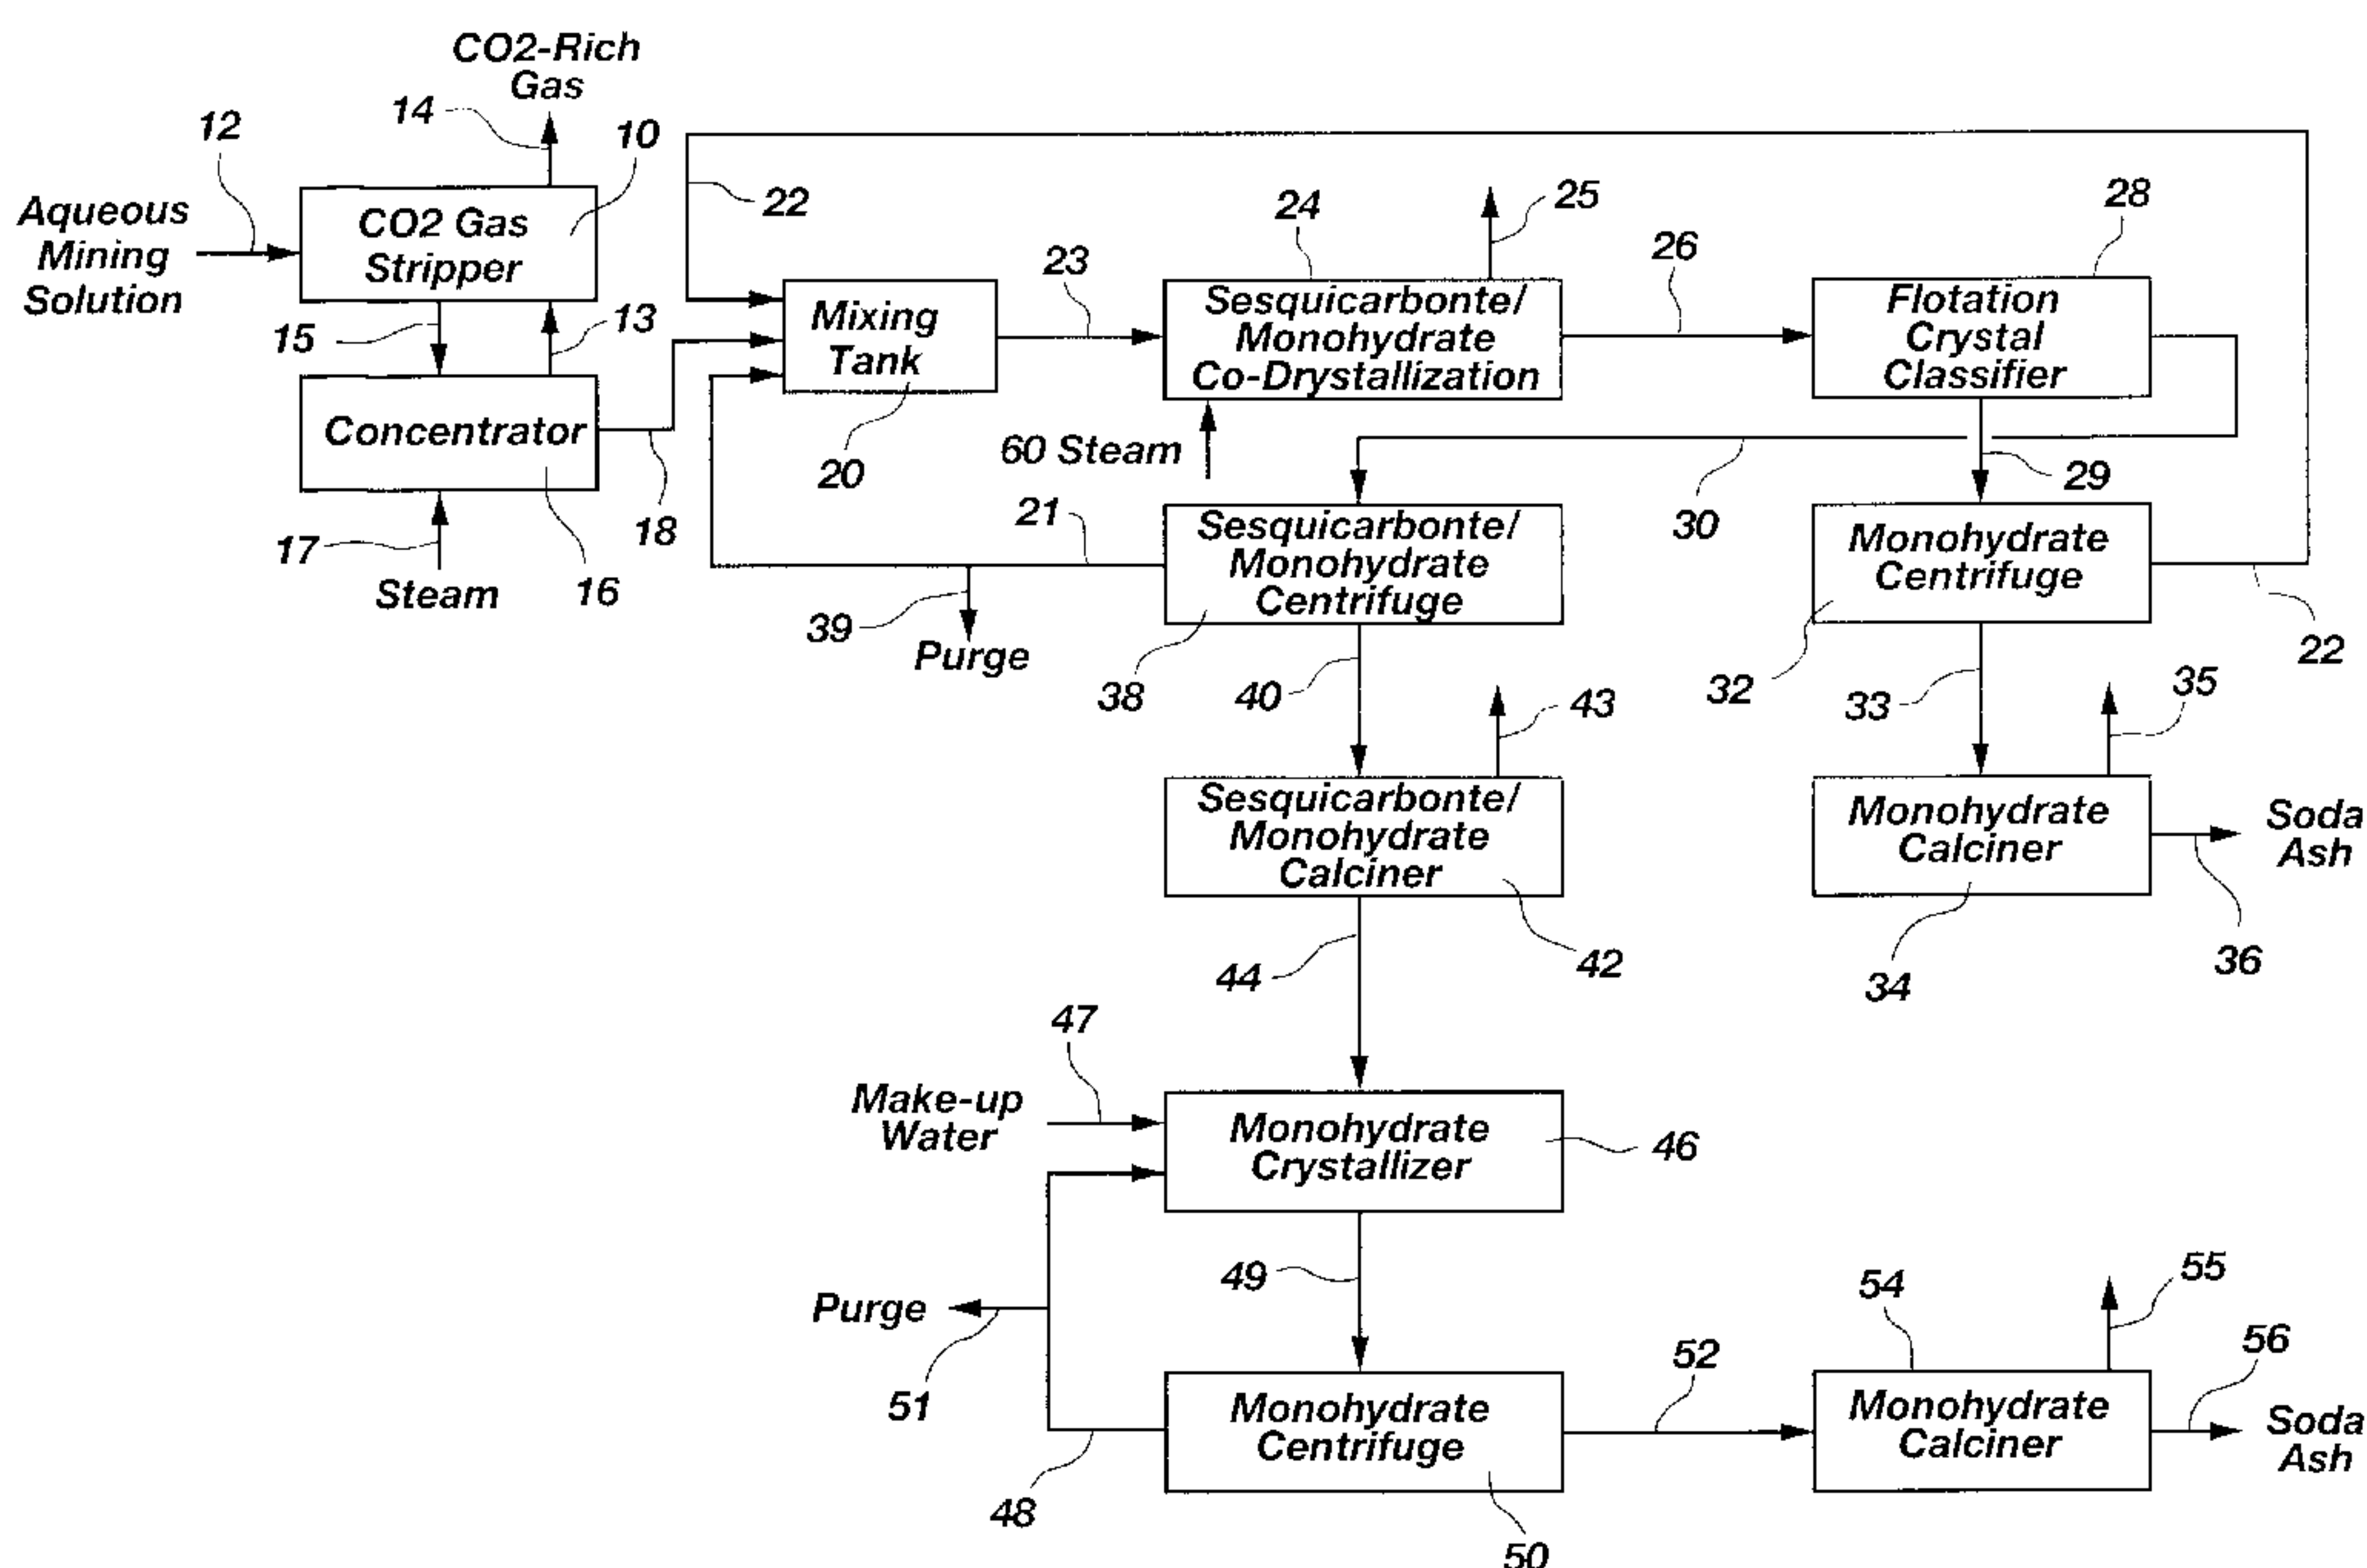 CO2-Rich
Gas
14
10
12
Aqueous
Mining
Solution
CO2 Gas
Stripper
15
13
Concentrator
18
17
Steam
16
22
Mixing
Tank
20
23
24
25
Sesquicarbonte/
Monohydrate
Co-Drystallization
60 Steam
26
28
Flotation
Crystal
Classifier
30
29
21
39
Purge
Sesquicarbonte/
Monohydrate
Centrifuge
38
40
Monohydrate
Centrifuge
32
22
33
35
43
Sesquicarbonte/
Monohydrate
Calciner
42
44
Monohydrate
Calciner
34
Soda
Ash
36
47
Make-up
Water
Monohydrate
Crystallizer
46
49
Purge
51
48
Monohydrate
Centrifuge
50
52
54
55
Monohydrate
Calciner
56
Soda
Ash